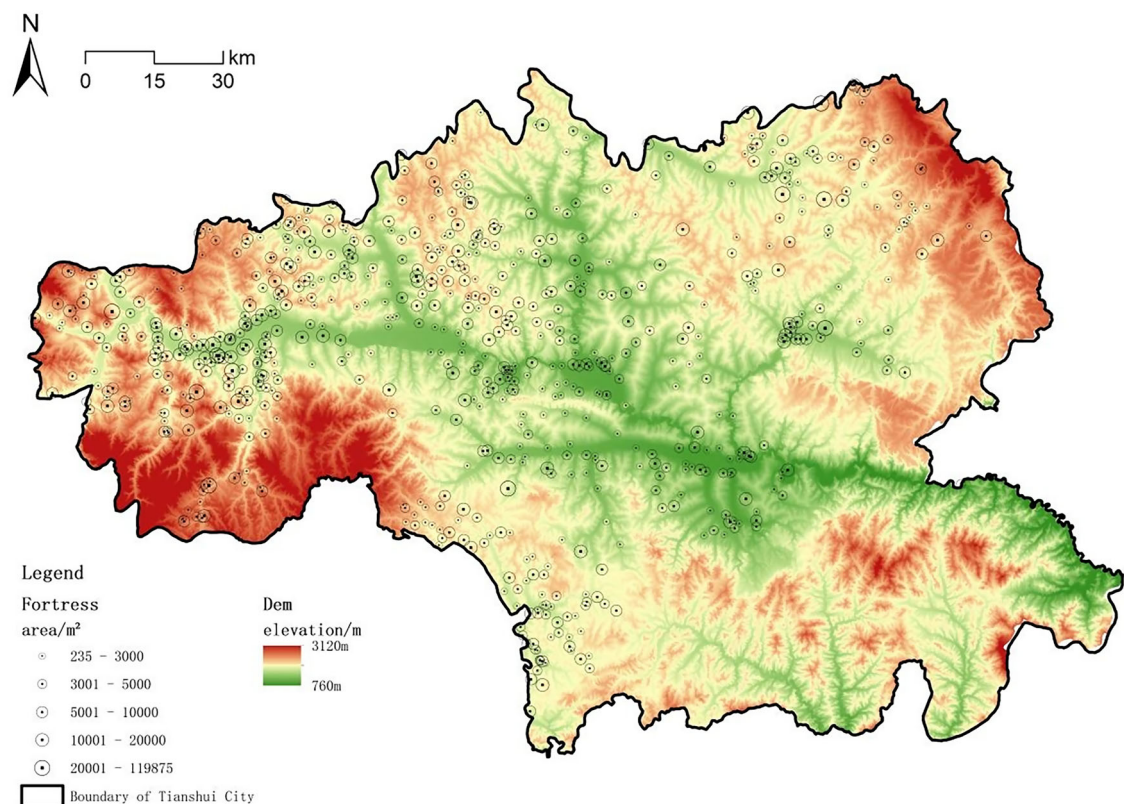 N
km
0 15 30
Legend
Fortress
area/m²
235 - 3000
3001 - 5000
5001 - 10000
10001 - 20000
20001 - 119875
Boundary of Tianshui City
Dem
elevation/m
3120m
760m